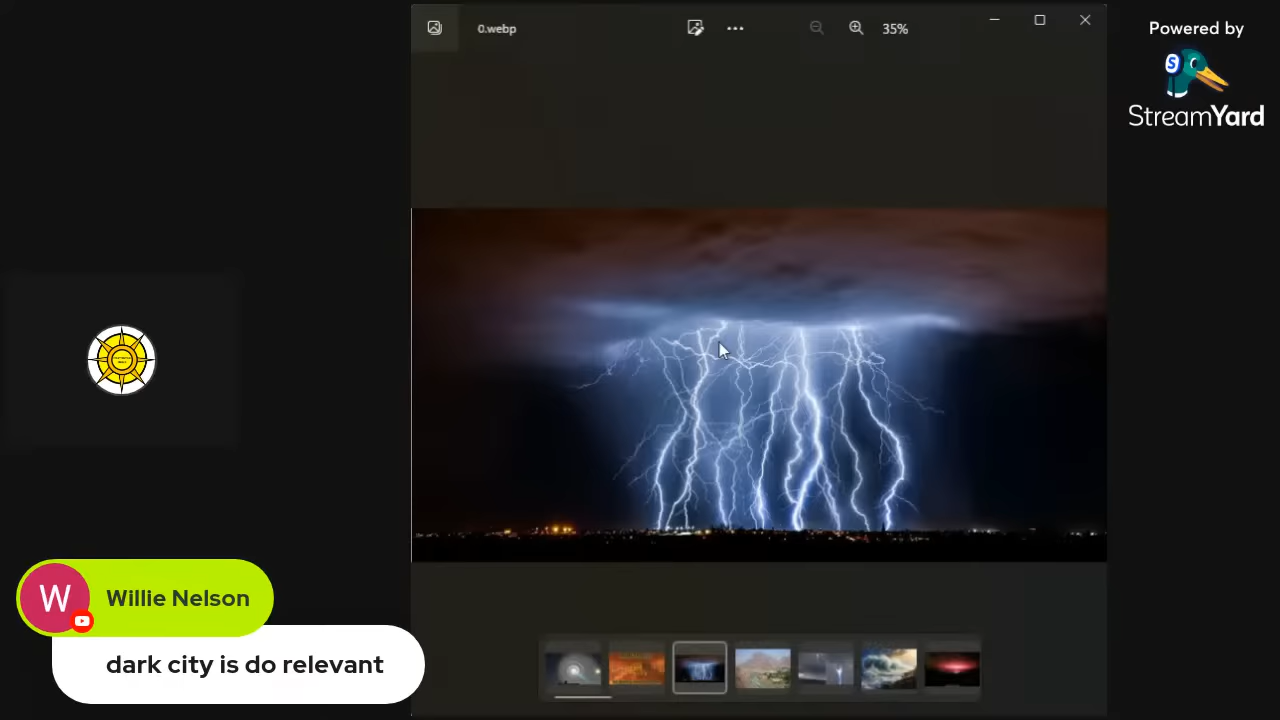 0.webp
35%
Powered by
S
StreamYard
W
Willie Nelson
dark city is do relevant